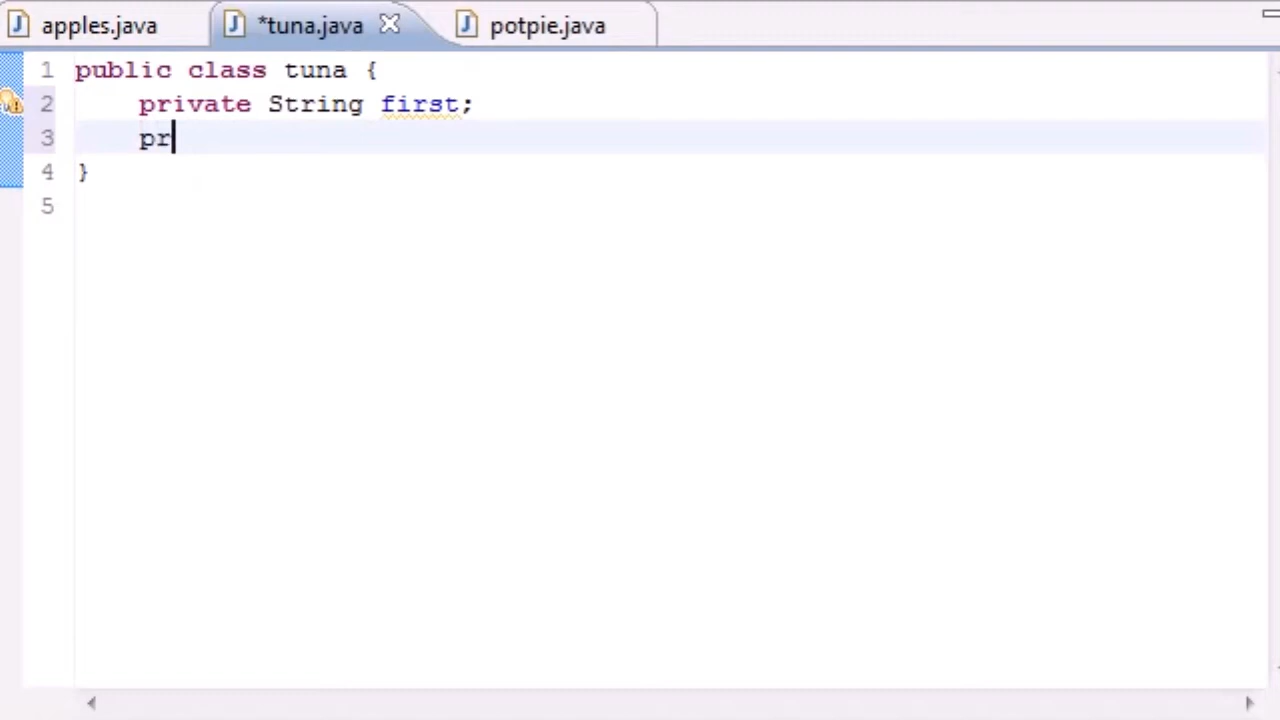 apples.java *tuna.java potpie.java
1 public class tuna {
2 private String first;
3 pr
4 }
5